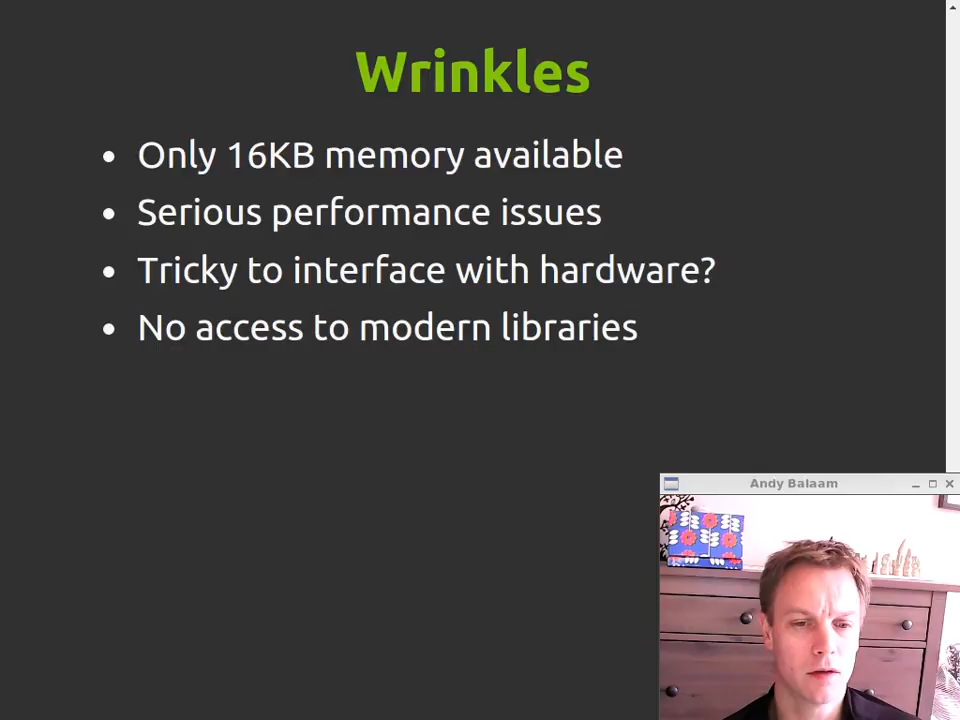 Wrinkles
• Only 16KB memory available
• Serious performance issues
• Tricky to interface with hardware?
• No access to modern libraries
Andy Balaam